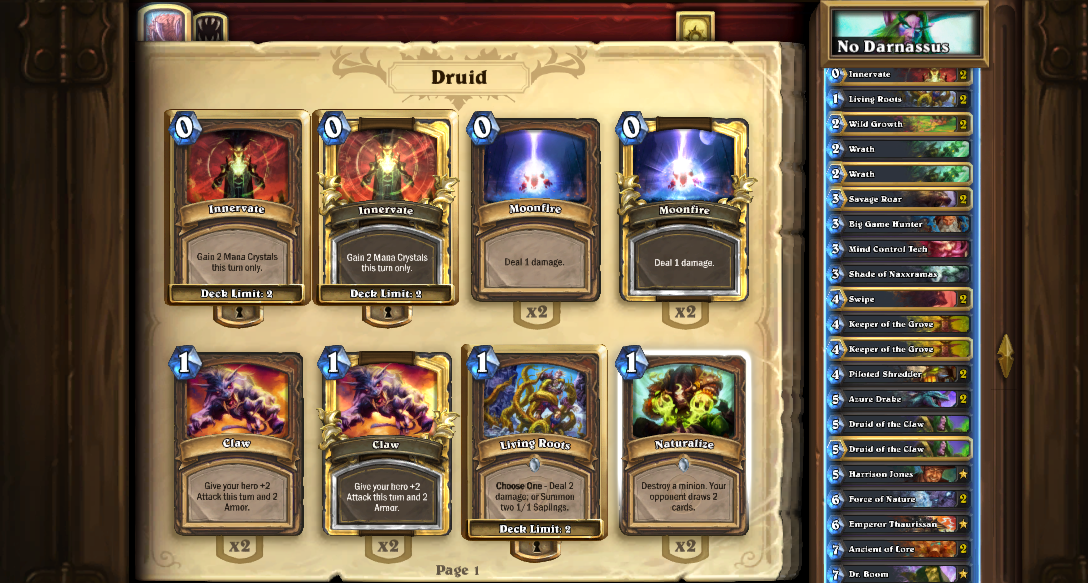 Druid
0
Innervate
Gain 2 Mana Crystals
this turn only.
Deck Limit: 2
0
Innervate
Gain 2 Mana Crystals
this turn only.
Deck Limit: 2
0
Moonfire
Deal 1 damage.
x2
0
Moonfire
Deal 1 damage.
x2
1
Claw
Give your hero +2
Attack this turn and 2
Armor.
x2
1
Claw
Give your hero +2
Attack this turn and 2
Armor.
x2
1
Living Roots
Choose One - Deal 2
damage; or Summon
two 1/1 Saplings.
Deck Limit: 2
1
Naturalize
Destroy a minion. Your
opponent draws 2
cards.
x2
Page 1
No Darnassus
0 Innervate 2
1 Living Roots 2
2 Wild Growth 2
2 Wrath
2 Wrath
3 Savage Roar 2
3 Big Game Hunter
3 Mind Control Tech
3 Shade of Naxxramas
4 Swipe 2
4 Keeper of the Grove
4 Keeper of the Grove
4 Piloted Shredder 2
5 Azure Drake 2
5 Druid of the Claw
5 Druid of the Claw
5 Harrison Jones
6 Force of Nature 2
6 Emperor Thaurissan
7 Ancient of Lore 2
7 Dr. Boom